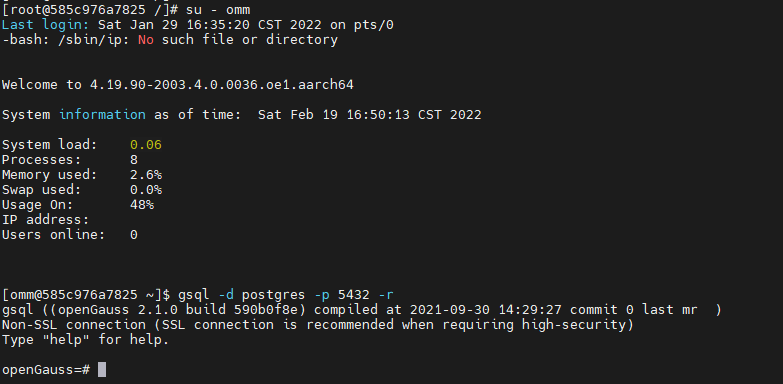 [root@585c976a7825 /]# su - omm
Last login: Sat Jan 29 16:35:20 CST 2022 on pts/0
-bash: /sbin/ip: No such file or directory
Welcome to 4.19.90-2003.4.0.0036.oe1.aarch64
System information as of time:  Sat Feb 19 16:50:13 CST 2022
System load:    0.06
Processes:      8
Memory used:    2.6%
Swap used:      0.0%
Usage On:       48%
IP address:
Users online:   0
[omm@585c976a7825 ~]$ gsql -d postgres -p 5432 -r
gsql ((openGauss 2.1.0 build 590b0f8e) compiled at 2021-09-30 14:29:27 commit 0 last mr  )
Non-SSL connection (SSL connection is recommended when requiring high-security)
Type "help" for help.
openGauss=#